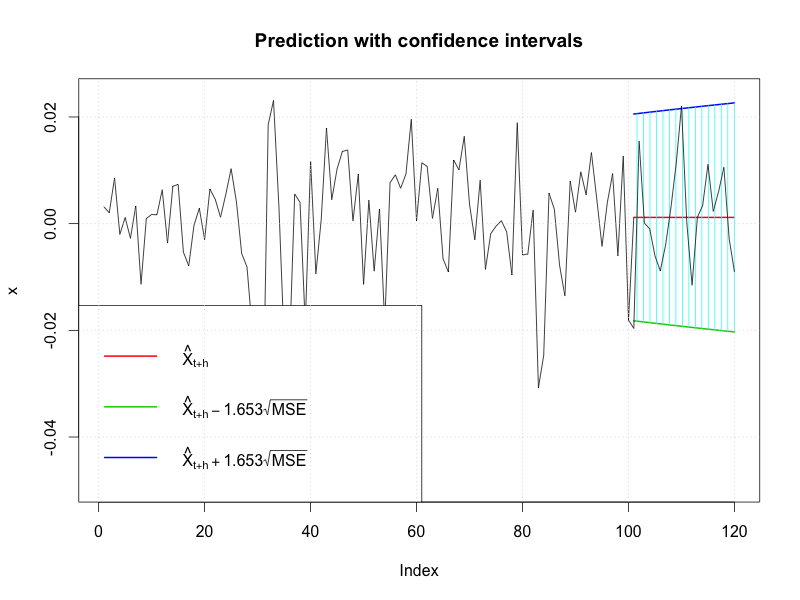 Prediction with confidence intervals
x
0.02
0.00
-0.02
-0.04
X̂t+h
X̂t+h − 1.653√MSE
X̂t+h + 1.653√MSE
0 20 40 60 80 100 120
Index